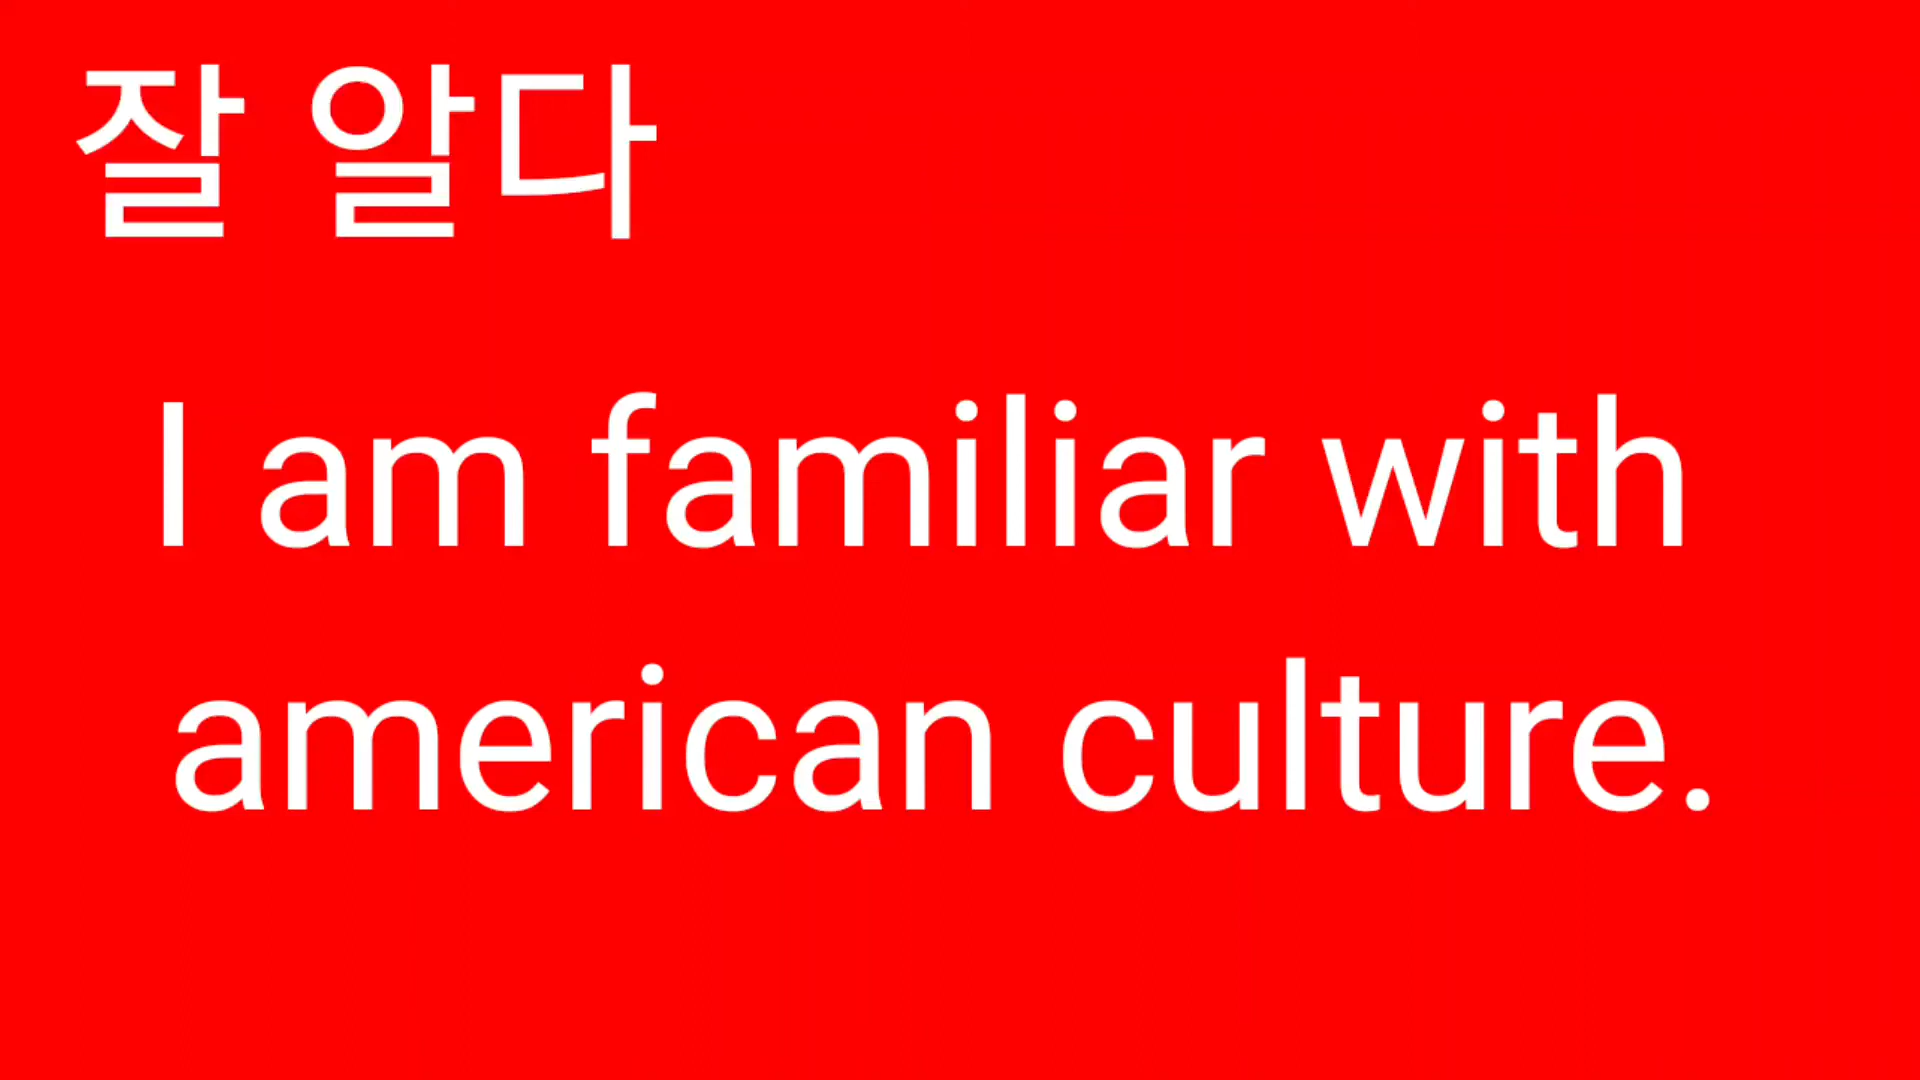 잘 알다
I am familiar with
american culture.